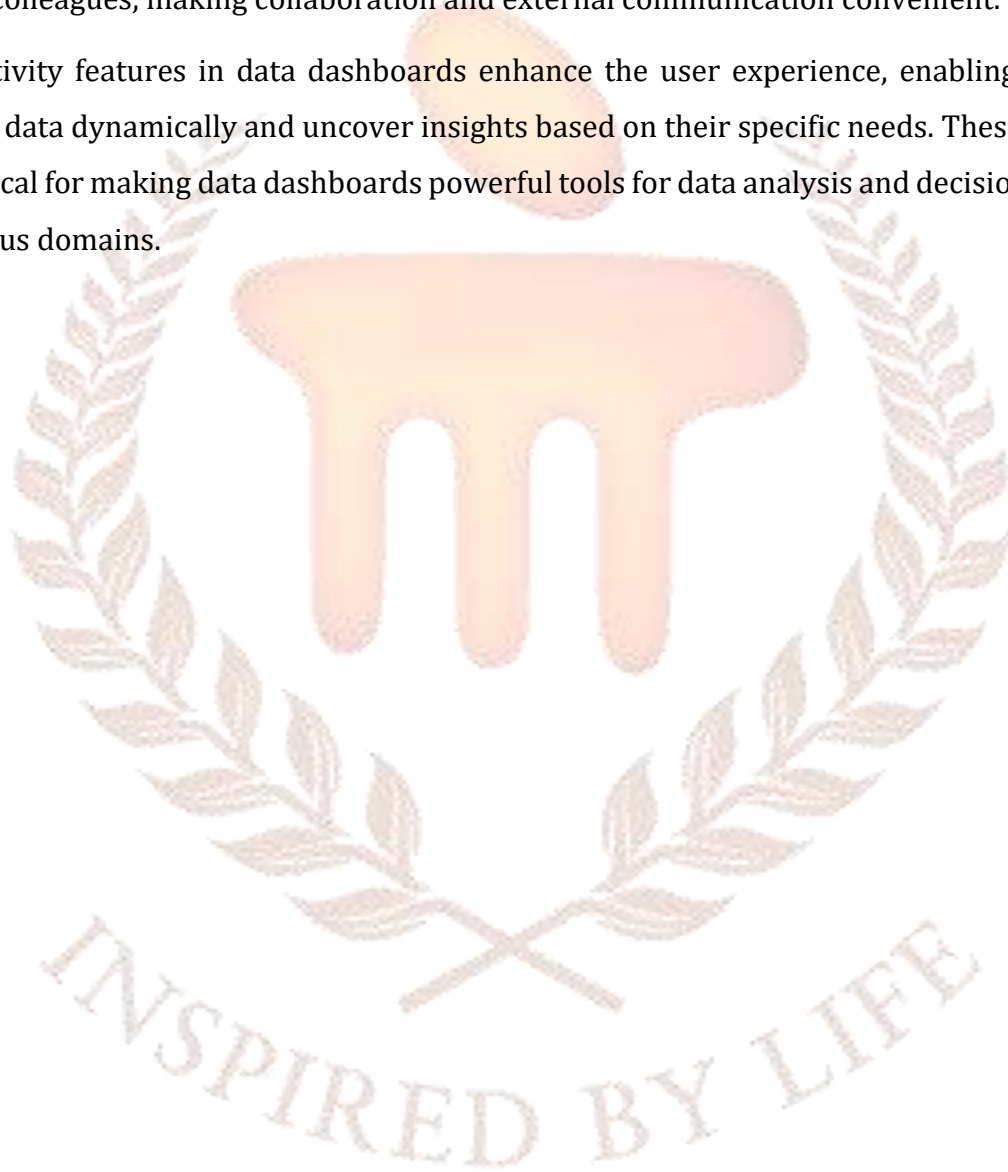 olleagues, making collaboration and external communication convenient.
tivity features in data dashboards enhance the user experience, enabling
data dynamically and uncover insights based on their specific needs. Thes
cal for making data dashboards powerful tools for data analysis and decisio
us domains.
INSPIRED BY LIFE